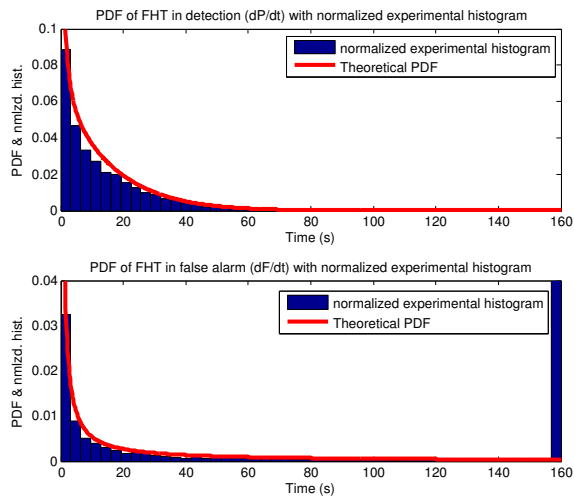 PDF of FHT in detection (dP/dt) with normalized experimental histogram
PDF & nmlzd. hist.
0.1
0.08
0.06
0.04
0.02
0
normalized experimental histogram
Theoretical PDF
0 20 40 60 80 100 120 140 160
Time (s)
PDF of FHT in false alarm (dF/dt) with normalized experimental histogram
PDF & nmlzd. hist.
0.04
0.03
0.02
0.01
0
normalized experimental histogram
Theoretical PDF
0 20 40 60 80 100 120 140 160
Time (s)